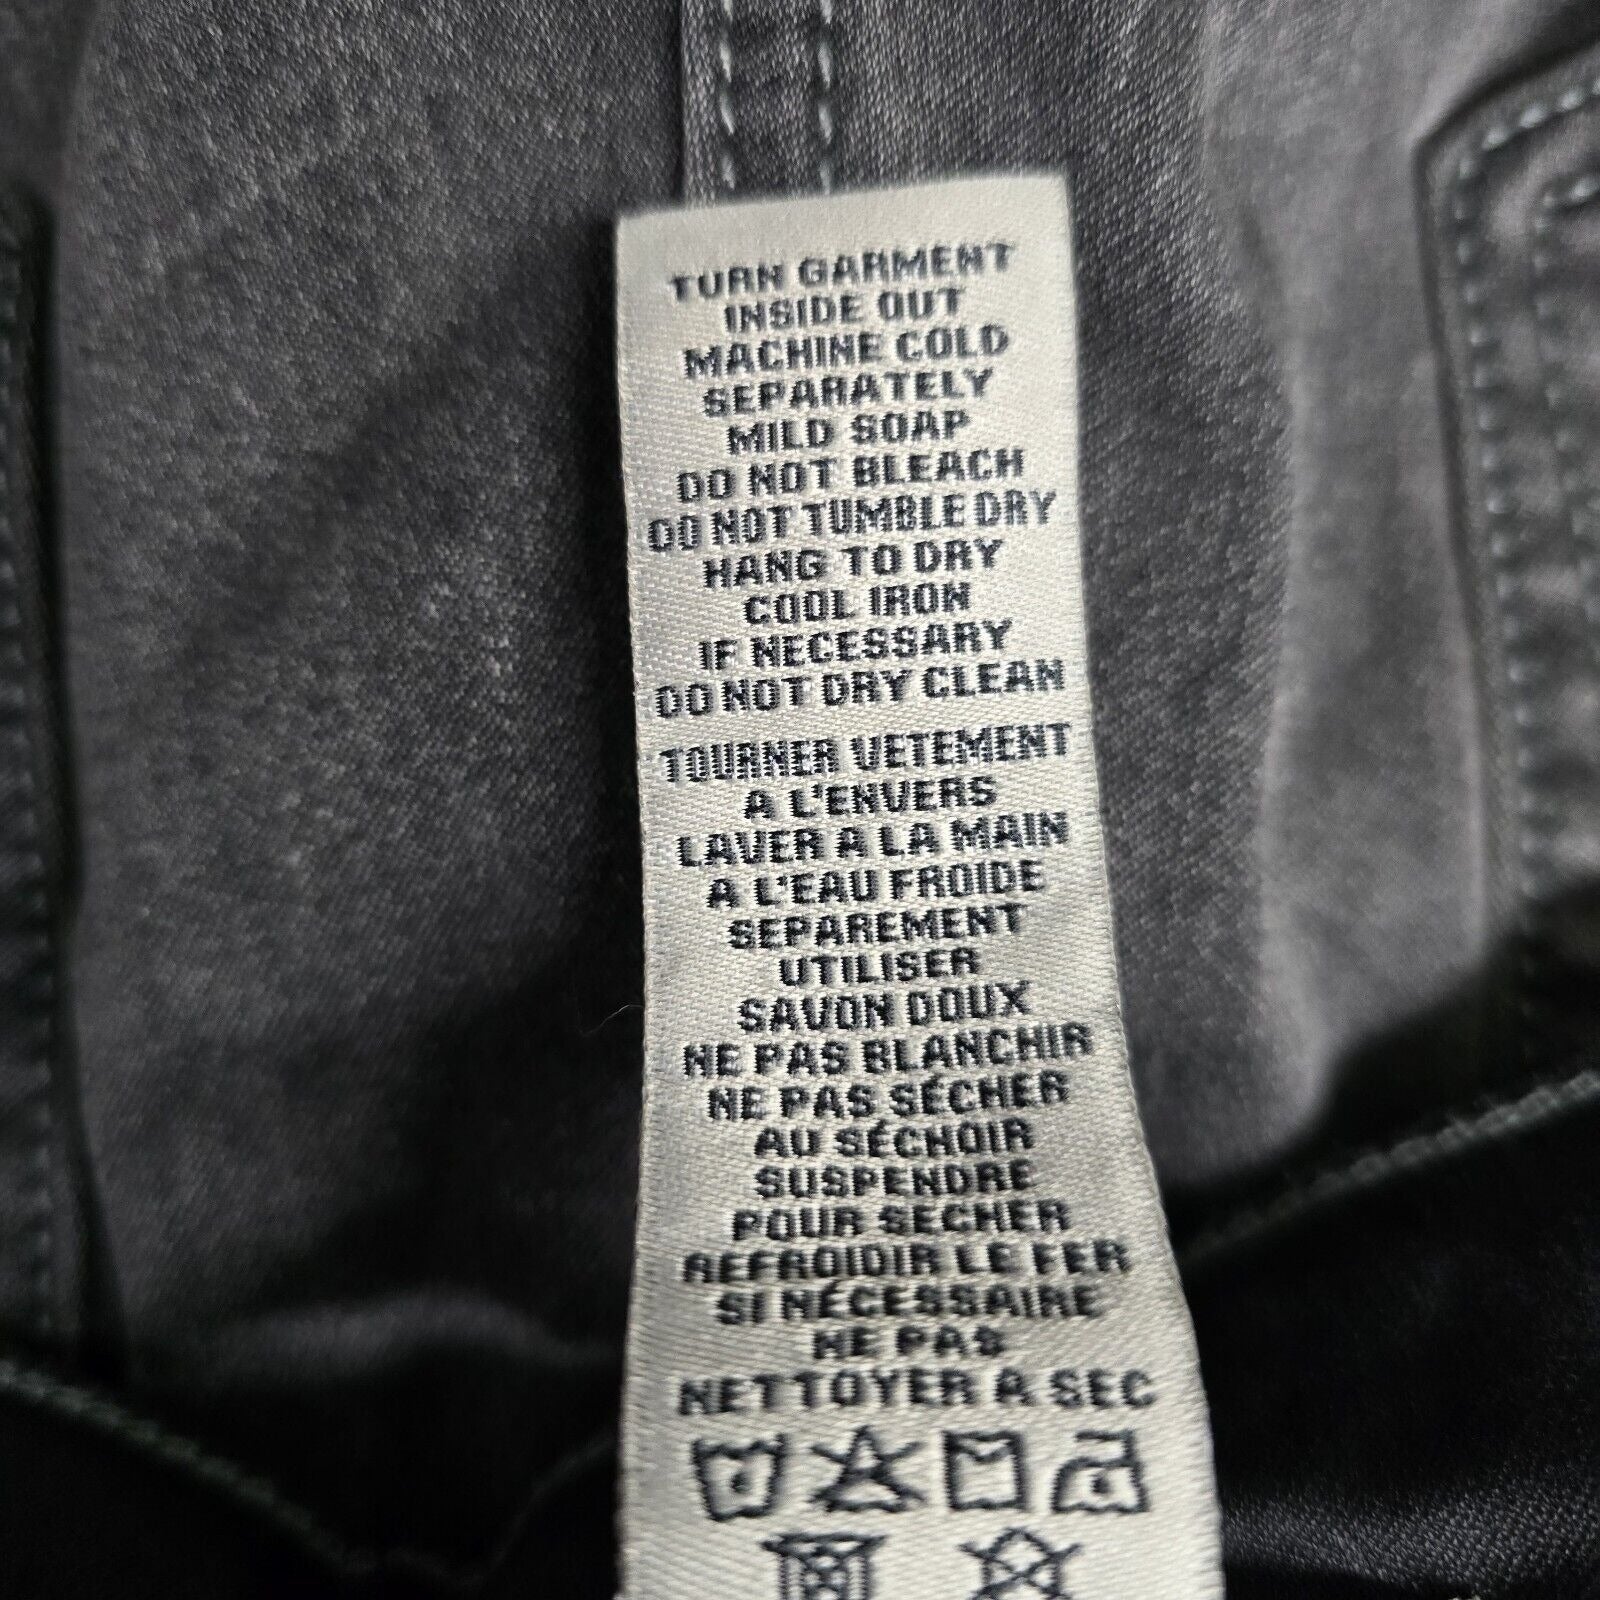 TURN GARMENT
INSIDE OUT
MACHINE COLD
SEPARATELY
MILD SOAP
DO NOT BLEACH
DO NOT TUMBLE DRY
HANG TO DRY
COOL IRON
IF NECESSARY
DO NOT DRY CLEAN
TOURNER VETEMENT
A L'ENVERS
LAVER A LA MAIN
A L'EAU FROIDE
SEPAREMENT
UTILISER
SAVON DOUX
NE PAS BLANCHIR
NE PAS SÉCHER
AU SÉCHOIR
SUSPENDRE
POUR SECHER
REFROIDIR LE FER
SI NÉCESSAIRE
NE PAS
NETTOYER A SEC